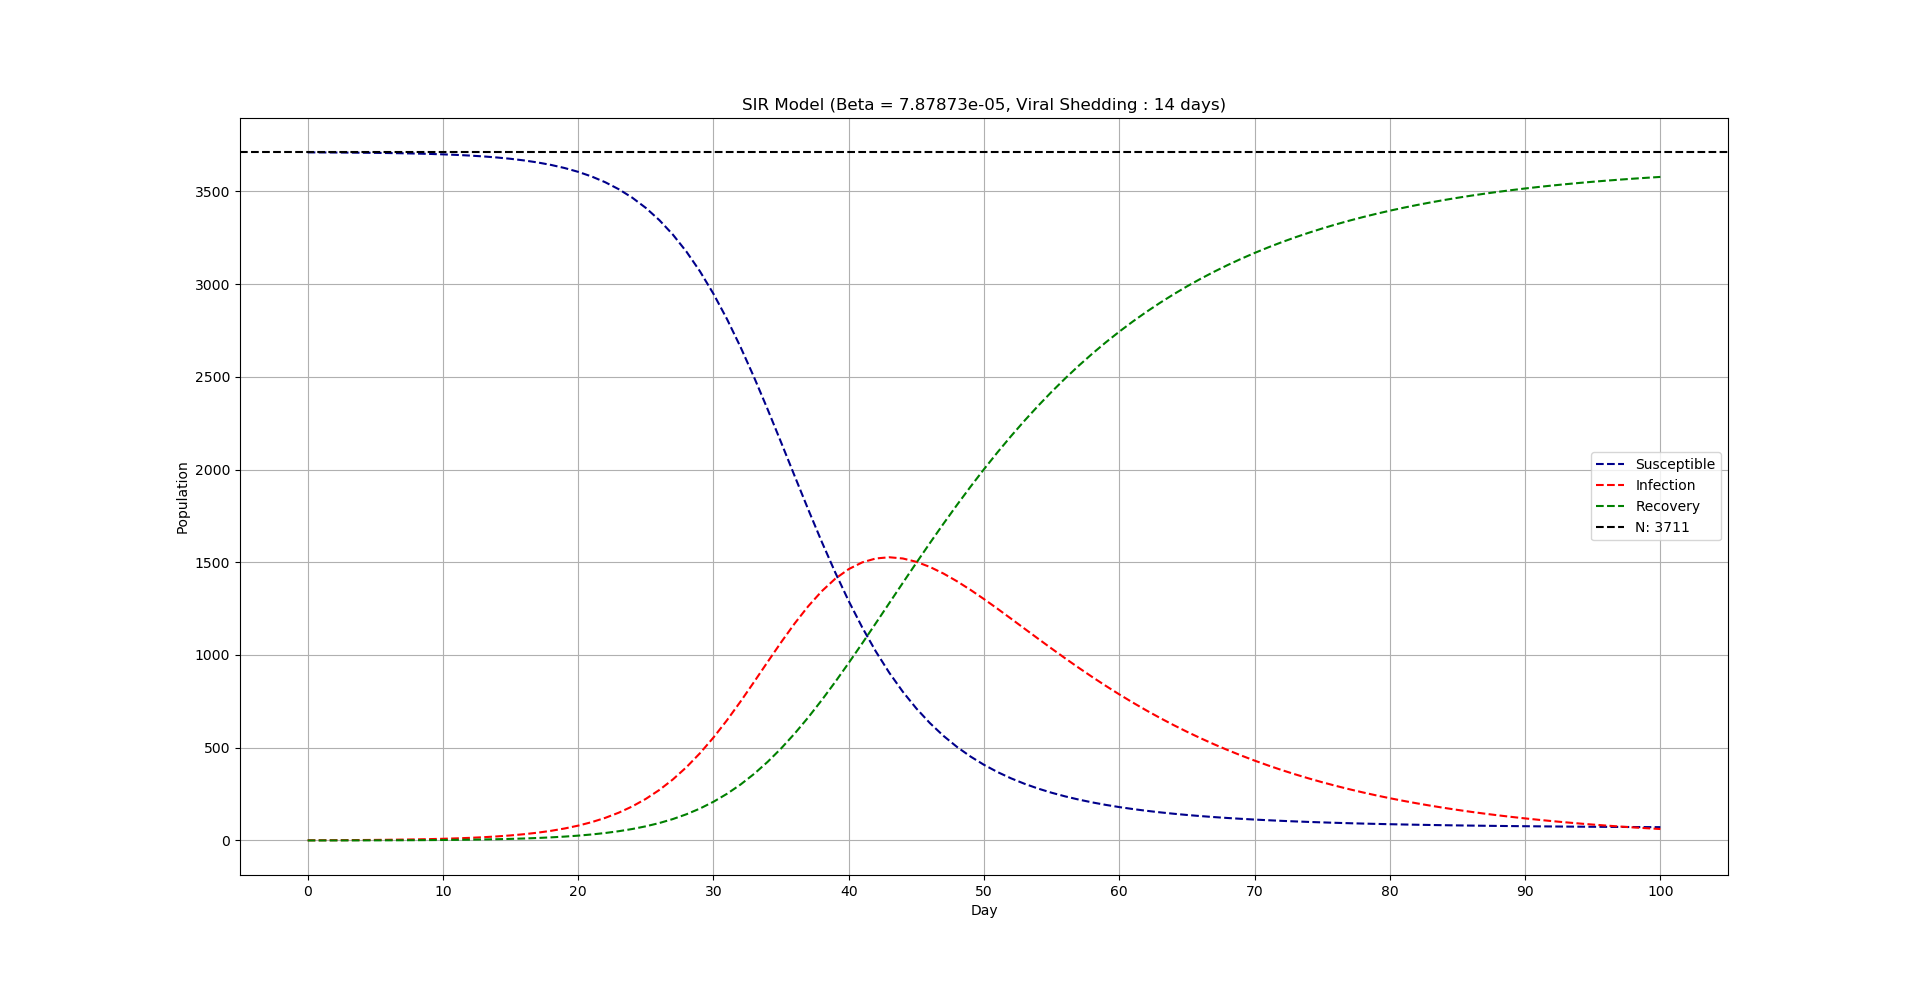 SIR Model (Beta = 7.87873e-05, Viral Shedding : 14 days)
Population
3500
3000
2500
2000
1500
1000
500
0
Susceptible
Infection
Recovery
N: 3711
0 10 20 30 40 50 60 70 80 90 100
Day